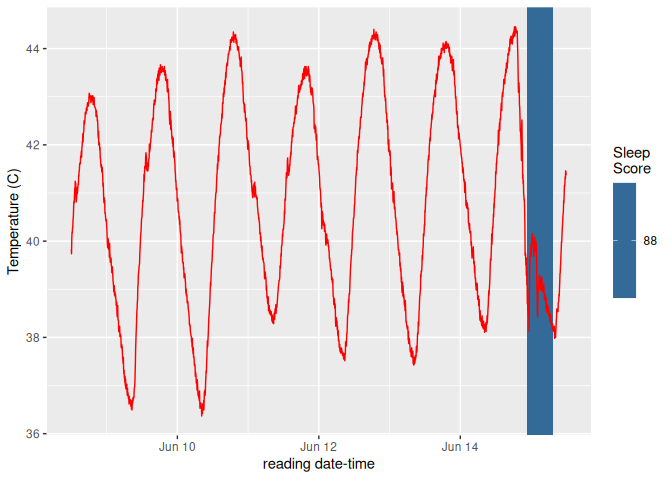 44
42
40
38
36
Temperature (C)
Jun 10
Jun 12
Jun 14
reading date-time
Sleep
Score
88